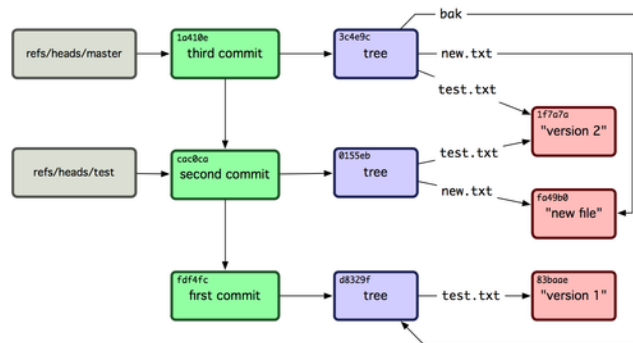 bak
1a410e
3c4e9c
refs/heads/master
third commit
tree
new.txt
test.txt
1f7a7a
"version 2"
cac0ca
0155eb
test.txt
refs/heads/test
second commit
tree
new.txt
fa49b0
"new file"
fdf4fc
d8329f
83baae
first commit
tree
test.txt
"version 1"